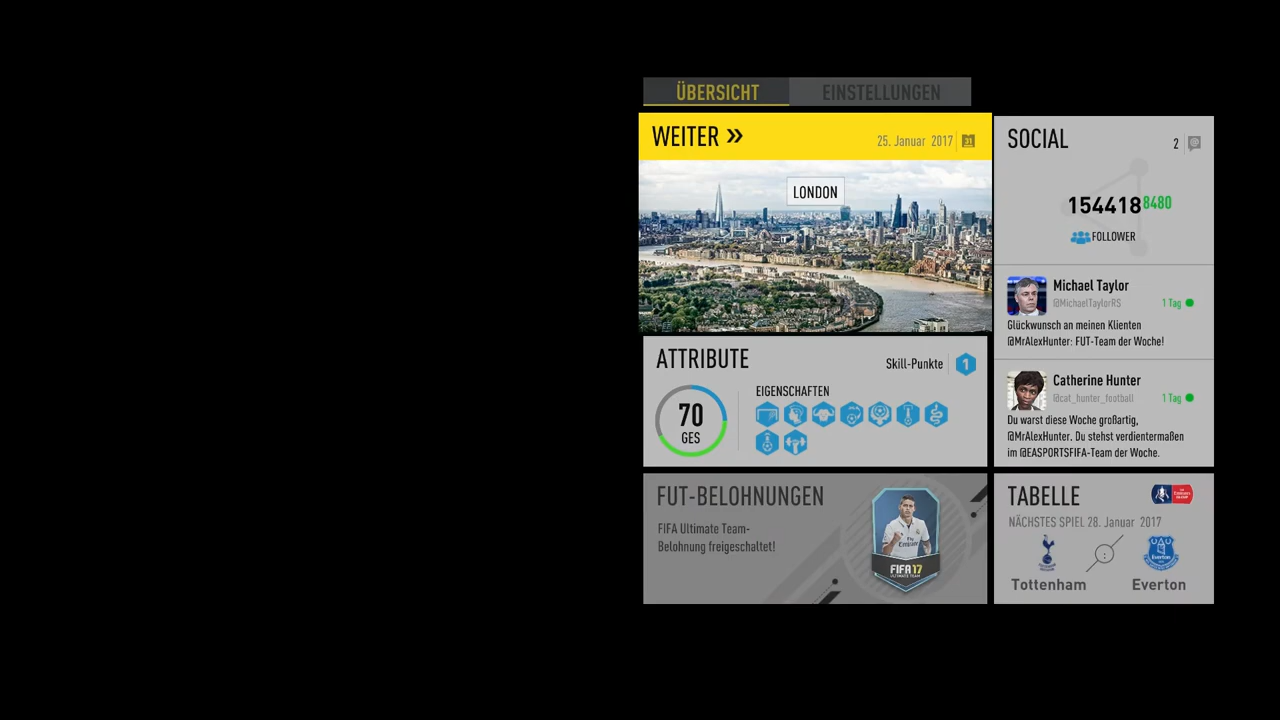 ÜBERSICHT
EINSTELLUNGEN
WEITER »
25. Januar 2017
31
LONDON
ATTRIBUTE
Skill-Punkte
1
70
GES
EIGENSCHAFTEN
FUT-BELOHNUNGEN
FIFA Ultimate Team-
Belohnung freigeschaltet!
FIFA 17
ULTIMATE TEAM
SOCIAL
2
154418 8480
FOLLOWER
Michael Taylor
@MichaelTaylorRS
1 Tag
Glückwunsch an meinen Klienten
@MrAlexHunter: FUT-Team der Woche!
Catherine Hunter
@cat_hunter_football
1 Tag
Du warst diese Woche großartig,
@MrAlexHunter. Du stehst verdientermaßen
im @EASPORTSFIFA-Team der Woche.
TABELLE
Emirates
NÄCHSTES SPIEL 28. Januar 2017
Everton
Tottenham
Everton